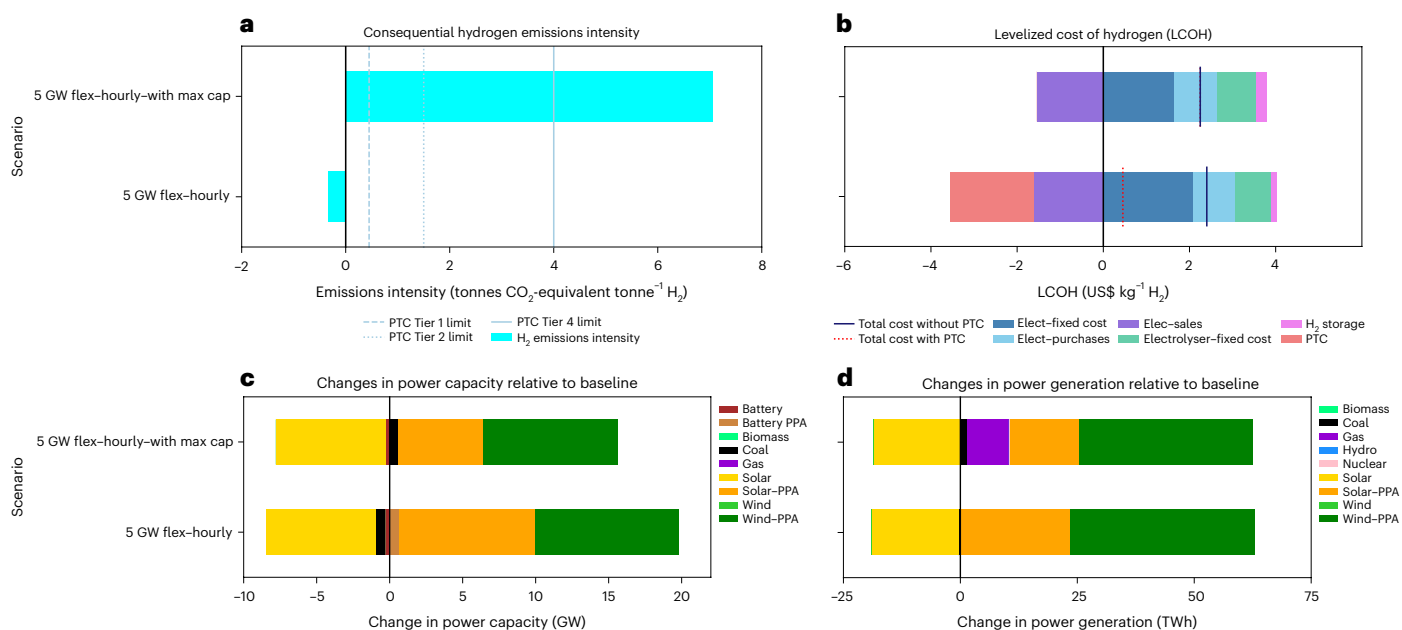 a
Consequential hydrogen emissions intensity
Scenario
5 GW flex–hourly–with max cap
5 GW flex–hourly
–2 0 2 4 6 8
Emissions intensity (tonnes CO₂-equivalent tonne⁻¹ H₂)
PTC Tier 1 limit
PTC Tier 2 limit
PTC Tier 4 limit
H₂ emissions intensity
b
Levelized cost of hydrogen (LCOH)
–6 –4 –2 0 2 4
LCOH (US$ kg⁻¹ H₂)
Total cost without PTC
Total cost with PTC
Elect–fixed cost
Elect–purchases
Elec–sales
Electrolyser–fixed cost
H₂ storage
PTC
c
Changes in power capacity relative to baseline
Scenario
5 GW flex–hourly–with max cap
5 GW flex–hourly
–10 –5 0 5 10 15 20
Change in power capacity (GW)
Battery
Battery PPA
Biomass
Coal
Gas
Solar
Solar–PPA
Wind
Wind–PPA
d
Changes in power generation relative to baseline
–25 0 25 50 75
Change in power generation (TWh)
Biomass
Coal
Gas
Hydro
Nuclear
Solar
Solar–PPA
Wind
Wind–PPA